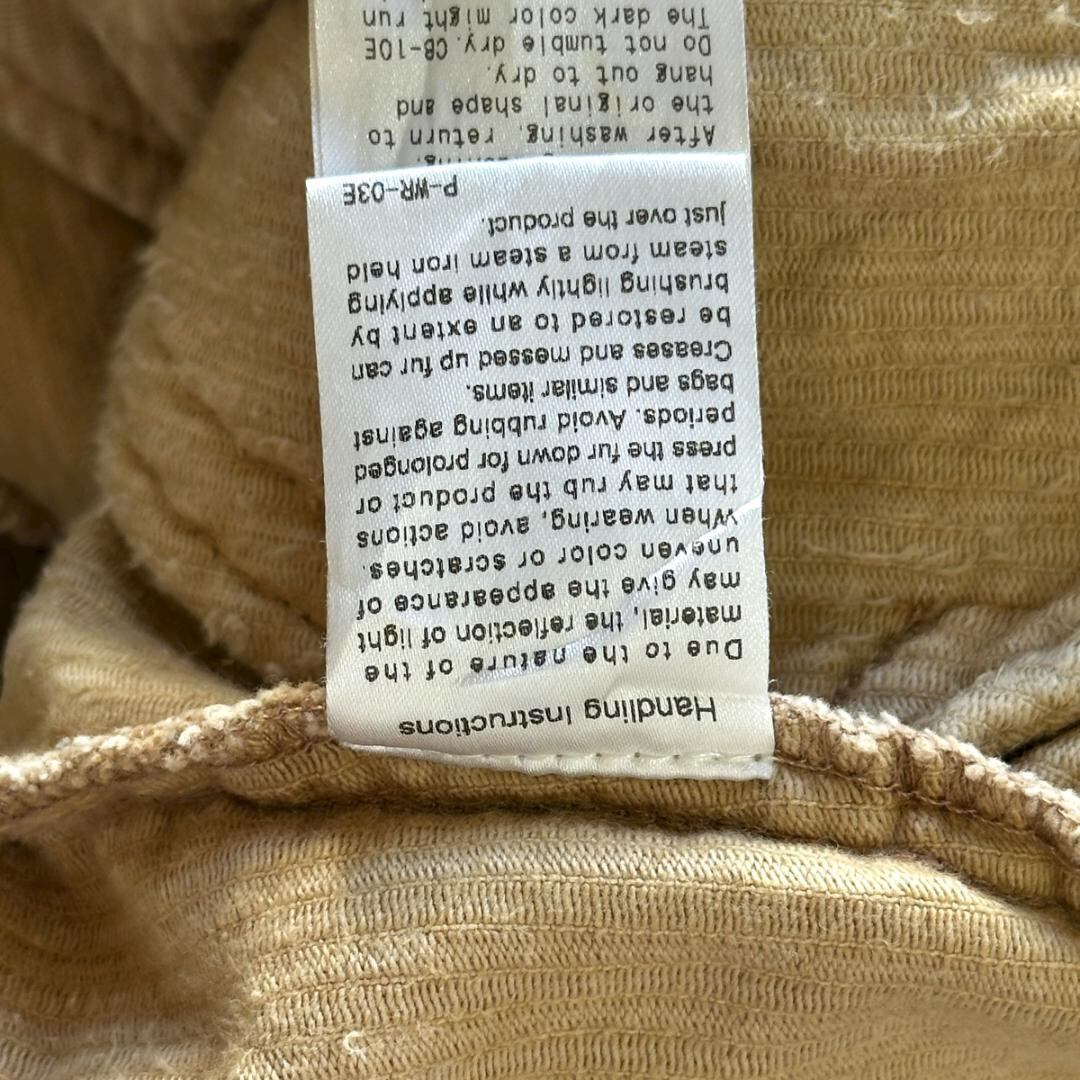 Handling Instructions
Due to the nature of the
material, the reflection of light
may give the appearance of
uneven color or scratches.
When wearing, avoid actions
that may rub the product or
press the fur down for prolonged
periods. Avoid rubbing against
bags and similar items.
Creases and messed up fur can
be restored to an extent by
brushing lightly while applying
steam from a steam iron held
just over the product.
P-WR-03E
After washing, return to
the original shape and
hang out to dry.
Do not tumble dry. CB-10E
The dark color might run